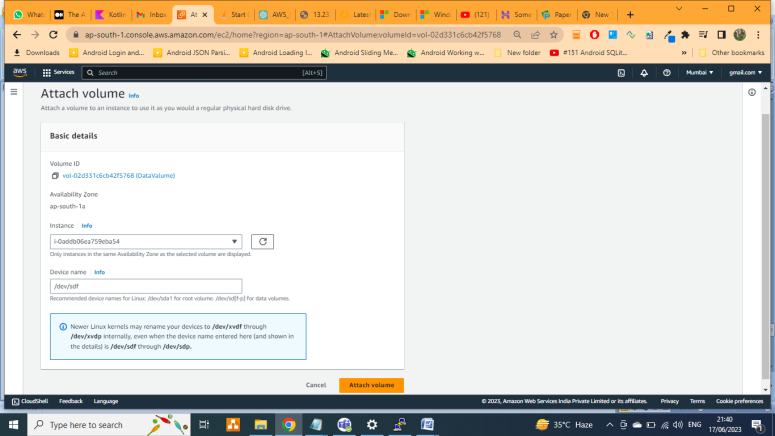 Whats
The A
Kotlin
Inbox
At
Start
AWS_
13.23
Lates
Down
Wind
(121)
Some
Pape
New
ap-south-1.console.aws.amazon.com/ec2/home?region=ap-south-1#AttachVolume:volumeId=vol-02d331c6cb42f5768
Downloads
Android Login and...
Android JSON Parsi...
Android Loading I...
Android Sliding Me...
Android Working w...
New folder
#151 Android SQLit...
»
Other bookmarks
aws
Services
Search
[Alt+S]
Mumbai
gmail.com
Attach volume Info
Attach a volume to an instance to use it as you would a regular physical hard disk drive.
Basic details
Volume ID
vol-02d331c6cb42f5768 (DataValume)
Availability Zone
ap-south-1a
Instance Info
i-0addb06ea759eba54
Only instances in the same Availability Zone as the selected volume are displayed.
Device name Info
/dev/sdf
Recommended device names for Linux: /dev/sda1 for root volume. /dev/sd[f-p] for data volumes.
Newer Linux kernels may rename your devices to /dev/xvdf through
/dev/xvdp internally, even when the device name entered here (and shown in
the details) is /dev/sdf through /dev/sdp.
Cancel
Attach volume
CloudShell
Feedback
Language
© 2023, Amazon Web Services India Private Limited or its affiliates.
Privacy
Terms
Cookie preferences
Type here to search
35°C Haze
ENG
21:40
17/06/2023